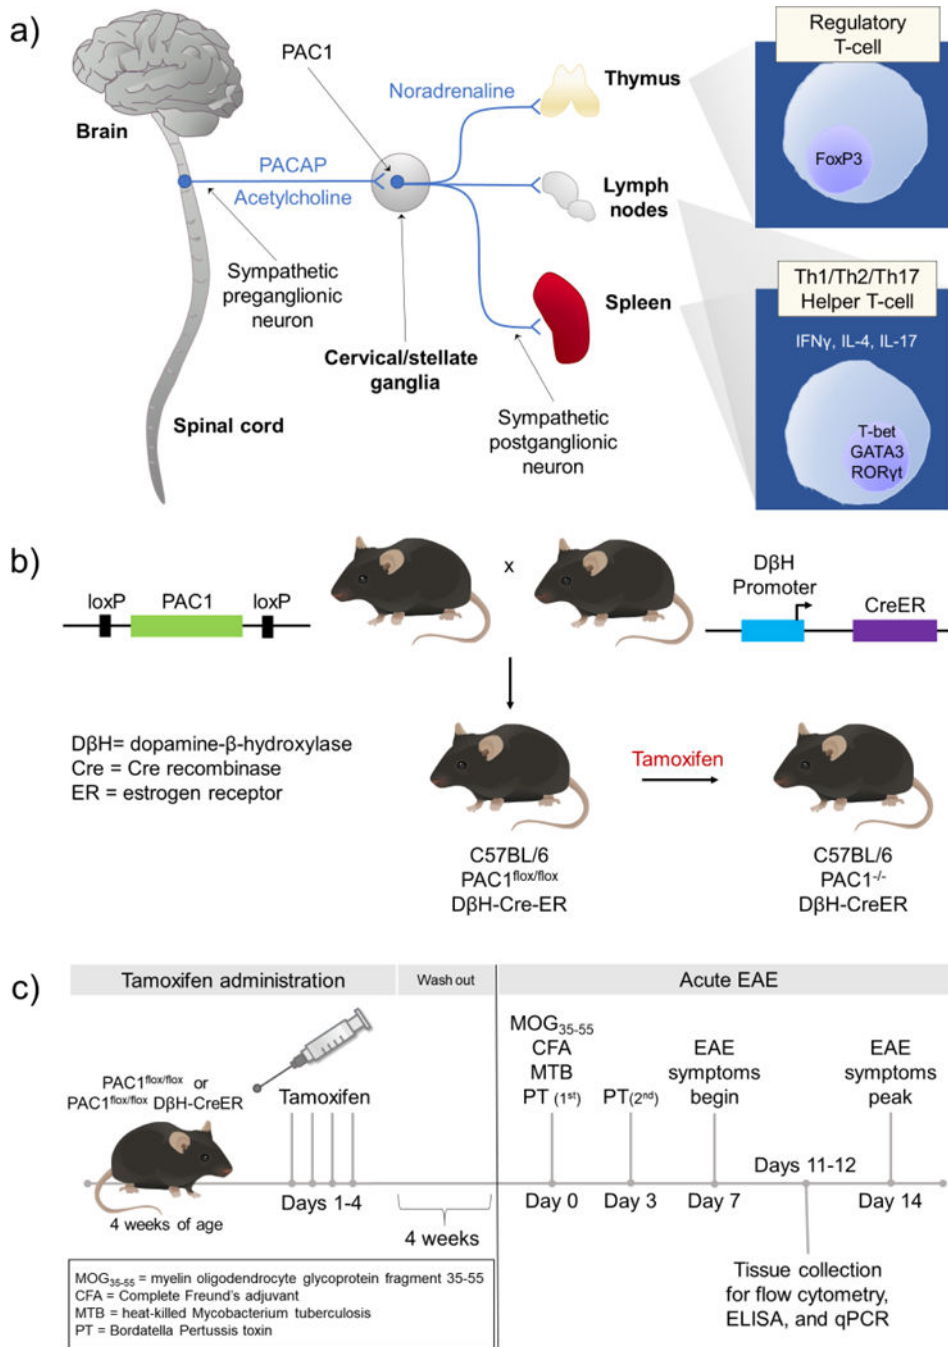 a)
Brain
PACAP
Acetylcholine
PAC1
Noradrenaline
Thymus
Lymph
nodes
Spleen
Sympathetic
preganglionic
neuron
Cervical/stellate
ganglia
Spinal cord
Sympathetic
postganglionic
neuron
Regulatory
T-cell
FoxP3
Th1/Th2/Th17
Helper T-cell
IFNγ, IL-4, IL-17
T-bet
GATA3
RORγt
b)
loxP PAC1 loxP
x
DβH
Promoter
CreER
DβH= dopamine-β-hydroxylase
Cre = Cre recombinase
ER = estrogen receptor
Tamoxifen
C57BL/6
PAC1flox/flox
DβH-Cre-ER
C57BL/6
PAC1-/-
DβH-CreER
c)
Tamoxifen administration
Wash out
Acute EAE
PAC1flox/flox or
PAC1flox/flox DβH-CreER
Tamoxifen
4 weeks of age
Days 1-4
4 weeks
MOG35-55
CFA
MTB
PT (1st)
PT(2nd)
EAE
symptoms
begin
EAE
symptoms
peak
Days 11-12
Day 0
Day 3
Day 7
Day 14
Tissue collection
for flow cytometry,
ELISA, and qPCR
MOG35-55 = myelin oligodendrocyte glycoprotein fragment 35-55
CFA = Complete Freund's adjuvant
MTB = heat-killed Mycobacterium tuberculosis
PT = Bordatella Pertussis toxin